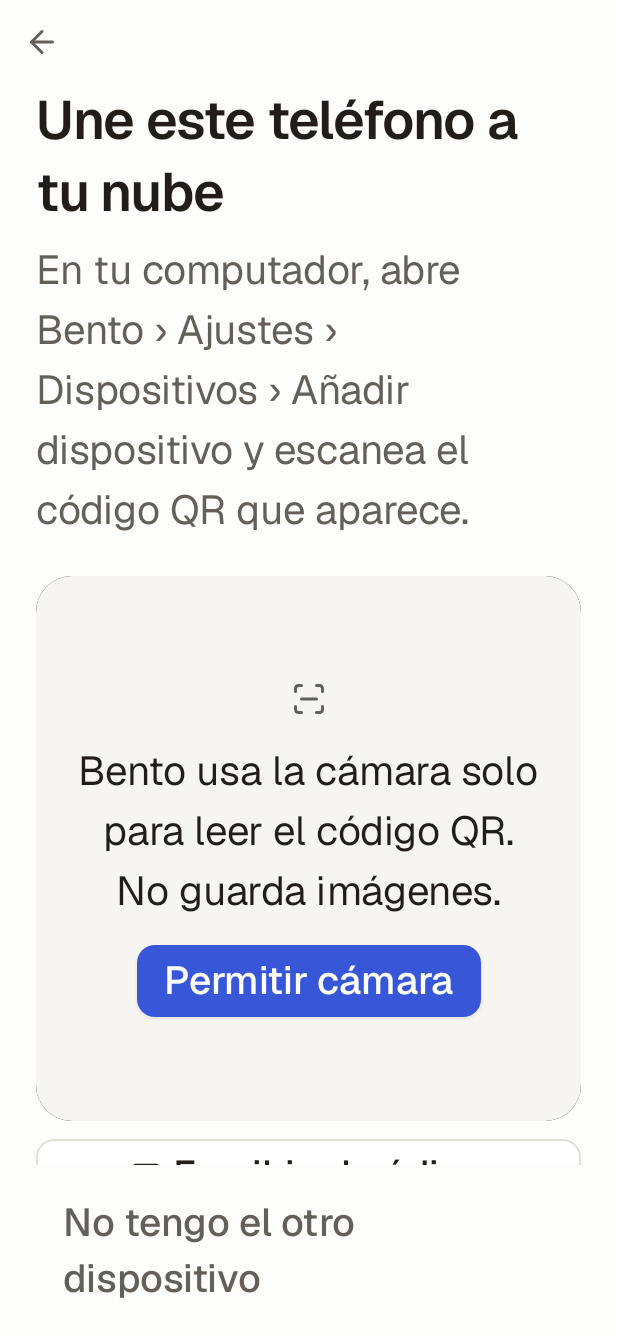 Une este teléfono a
tu nube
En tu computador, abre
Bento › Ajustes ›
Dispositivos › Añadir
dispositivo y escanea el
código QR que aparece.
Bento usa la cámara solo
para leer el código QR.
No guarda imágenes.
Permitir cámara
No tengo el otro
dispositivo